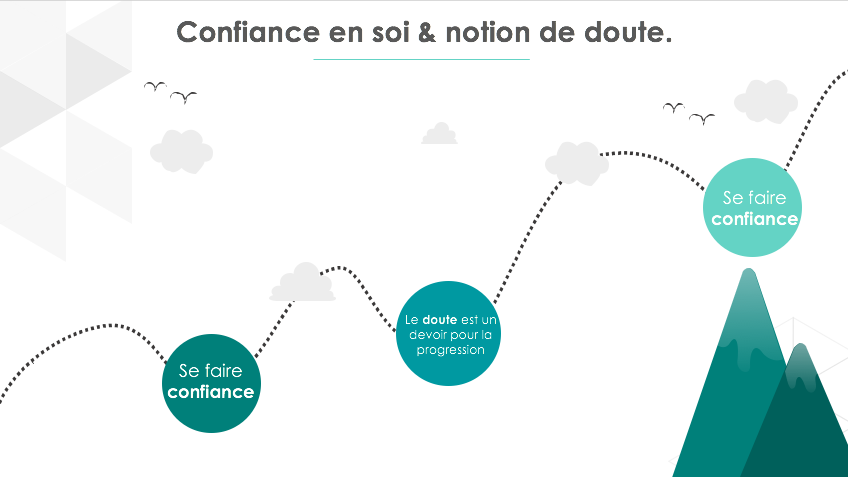 Confiance en soi & notion de doute.
Se faire
confiance
Le doute est un
devoir pour la
progression
Se faire
confiance